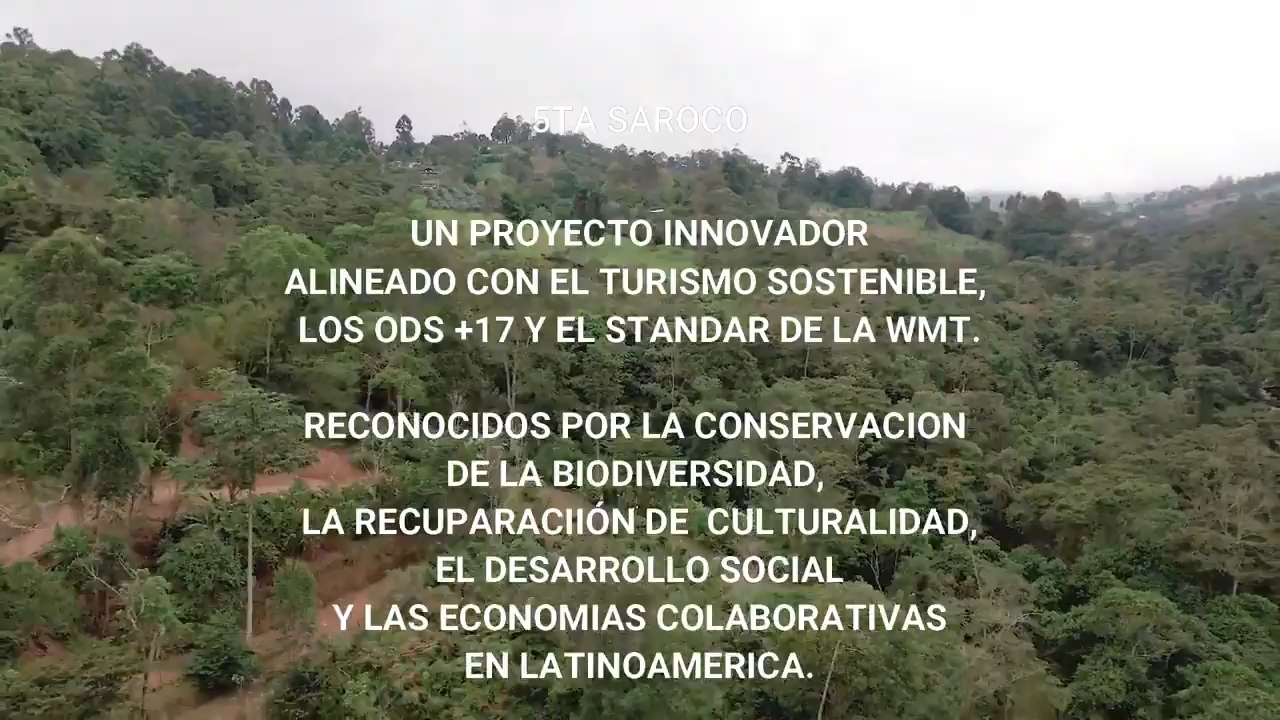 5TA SAROCO
UN PROYECTO INNOVADOR
ALINEADO CON EL TURISMO SOSTENIBLE,
LOS ODS +17 Y EL STANDAR DE LA WMT.
RECONOCIDOS POR LA CONSERVACION
DE LA BIODIVERSIDAD,
LA RECUPARACIIÓN DE CULTURALIDAD,
EL DESARROLLO SOCIAL
Y LAS ECONOMIAS COLABORATIVAS
EN LATINOAMERICA.